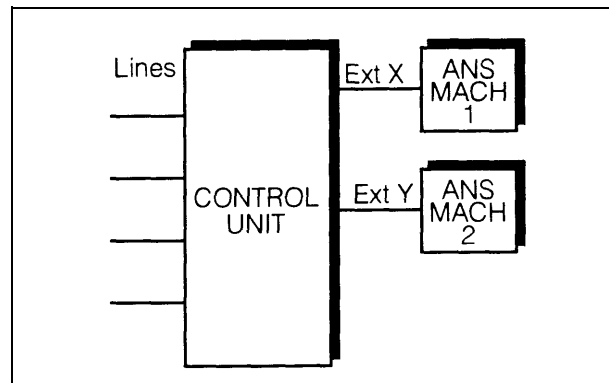 Lines
Ext X
ANS
MACH
1
CONTROL
UNIT
Ext Y
ANS
MACH
2